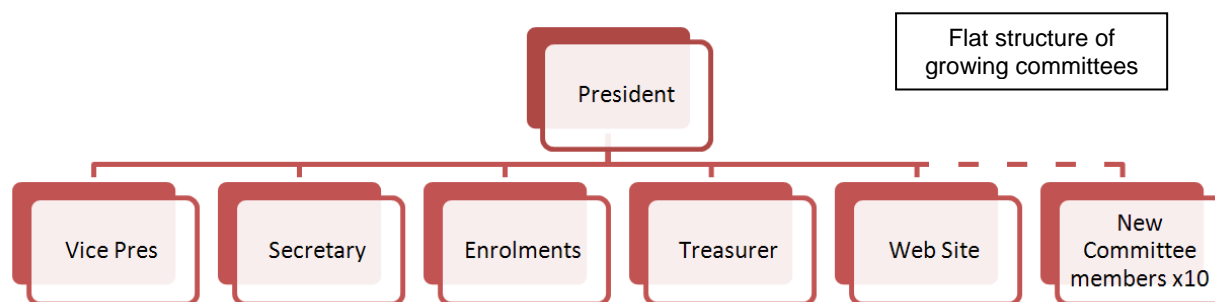 Flat structure of
growing committees
President
Vice Pres
Secretary
Enrolments
Treasurer
Web Site
New
Committee
members x10